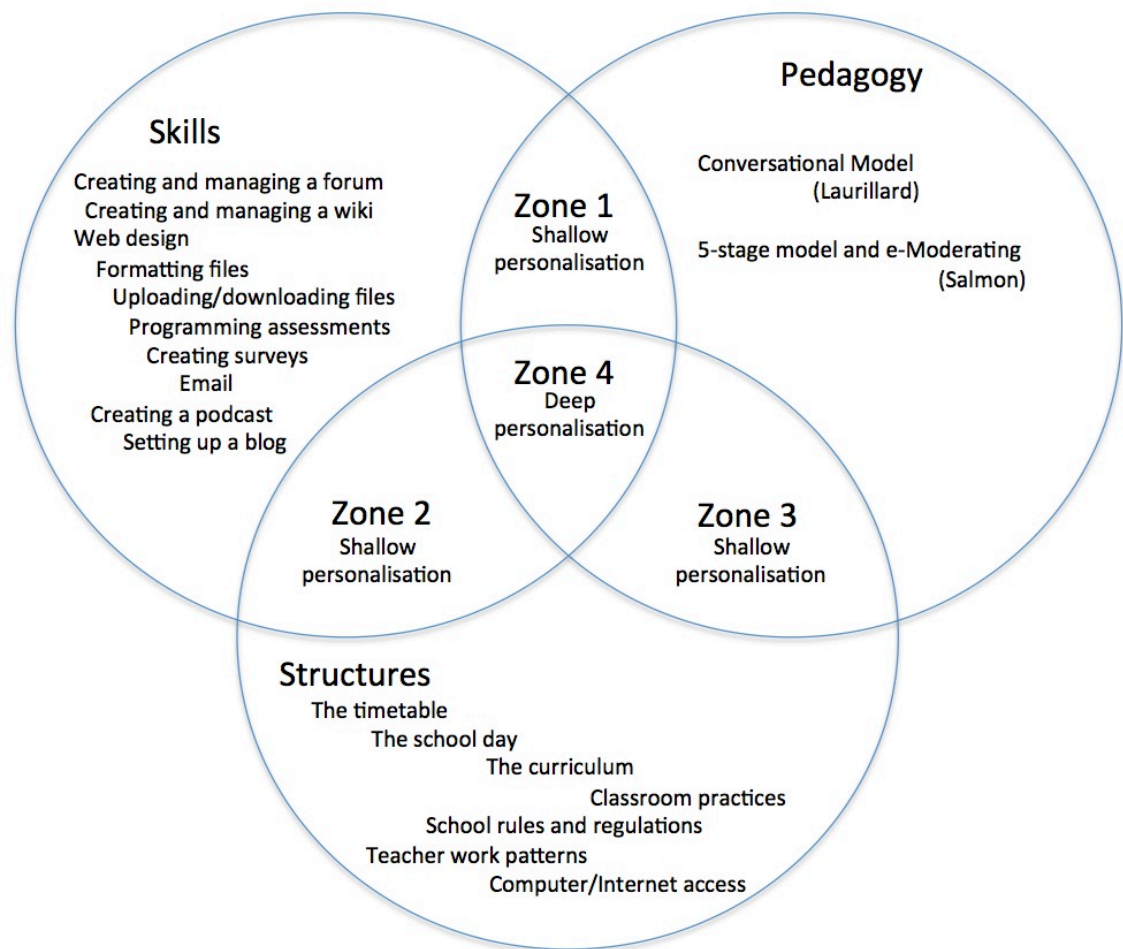 Pedagogy
Skills
Conversational Model
(Laurillard)
Creating and managing a forum
Creating and managing a wiki
Web design
Formatting files
Uploading/downloading files
Programming assessments
Creating surveys
Email
Creating a podcast
Setting up a blog
Zone 1
Shallow
personalisation
5-stage model and e-Moderating
(Salmon)
Zone 4
Deep
personalisation
Zone 2
Shallow
personalisation
Zone 3
Shallow
personalisation
Structures
The timetable
The school day
The curriculum
Classroom practices
School rules and regulations
Teacher work patterns
Computer/Internet access